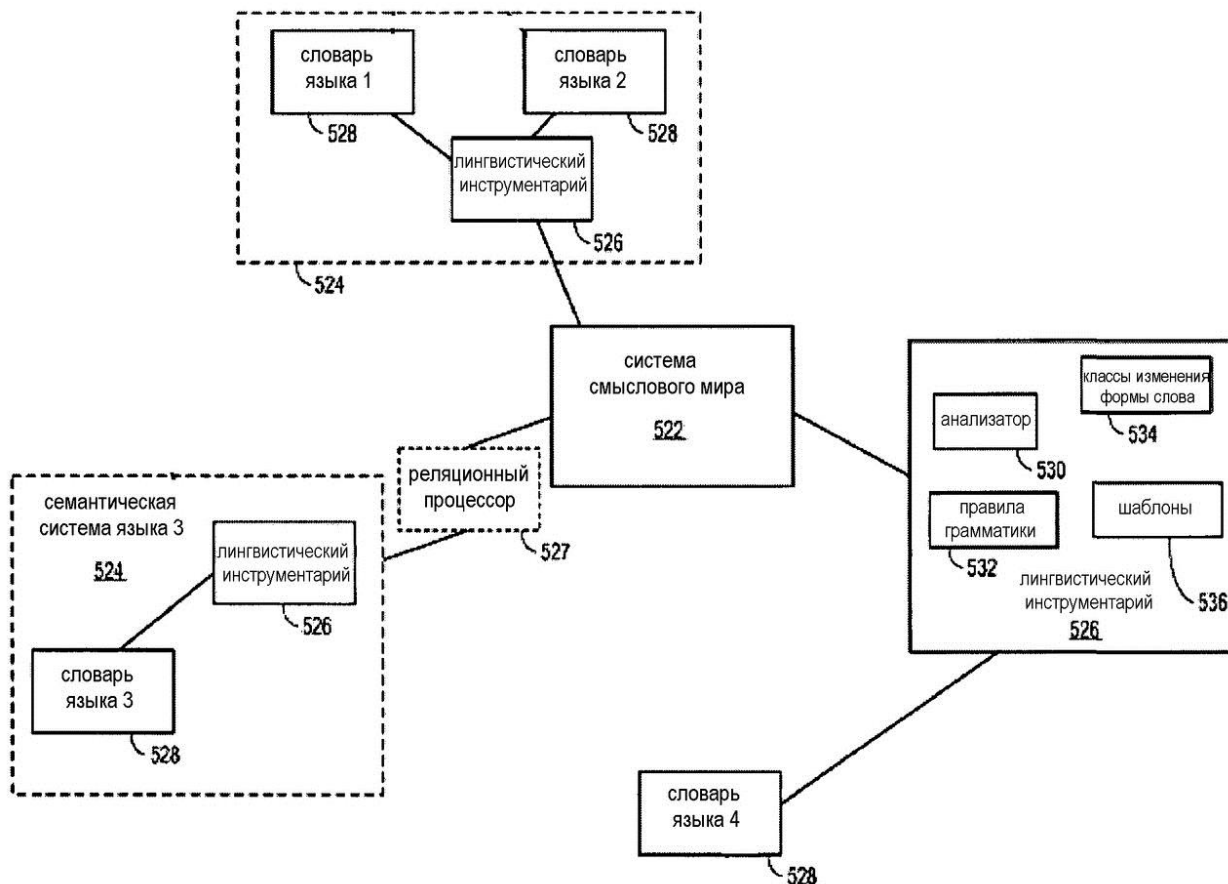 словарь
языка 1
528
словарь
языка 2
528
лингвистический
инструментарий
526
524
система
смыслового мира
522
реляционный
процессор
527
семантическая
система языка 3
524
лингвистический
инструментарий
526
словарь
языка 3
528
классы изменения
формы слова
534
анализатор
530
правила
грамматики
532
шаблоны
536
лингвистический
инструментарий
526
словарь
языка 4
528